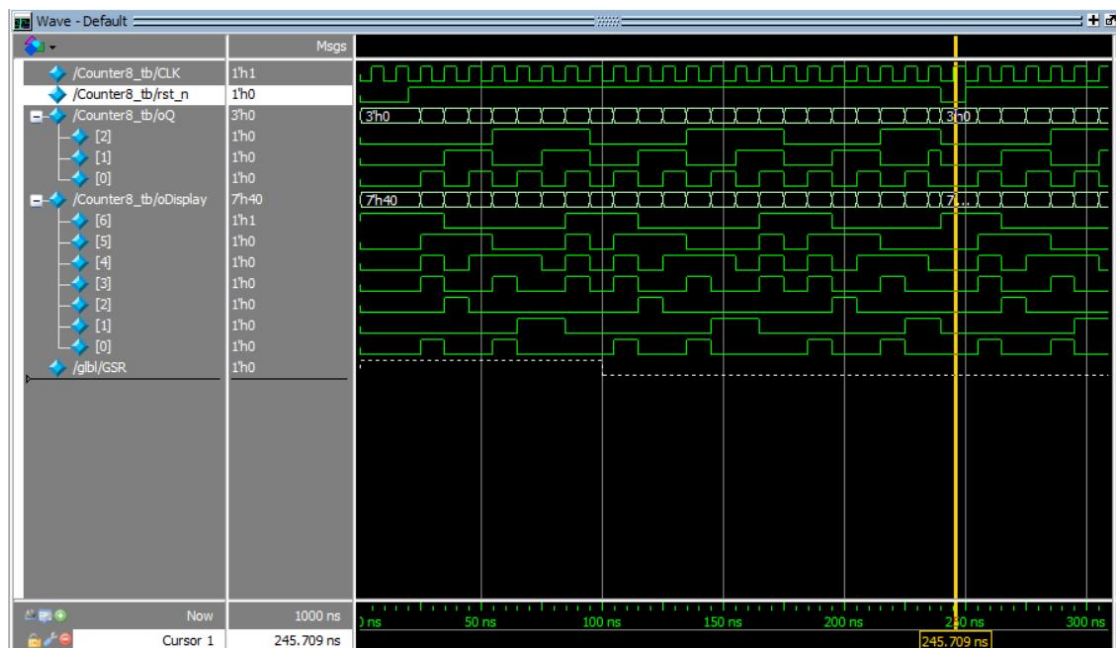 Wave - Default
Msgs
/Counter8_tb/CLK 1'h1
/Counter8_tb/rst_n 1'h0
/Counter8_tb/oQ 3'h0 3'h0 3'h0
[2] 1'h0
[1] 1'h0
[0] 1'h0
/Counter8_tb/oDisplay 7'h40 7'h40 7'...
[6] 1'h1
[5] 1'h0
[4] 1'h0
[3] 1'h0
[2] 1'h0
[1] 1'h0
[0] 1'h0
/glbl/GSR 1'h0
Now 1000 ns ns 50 ns 100 ns 150 ns 200 ns 250 ns 300 ns
Cursor 1 245.709 ns 245.709 ns